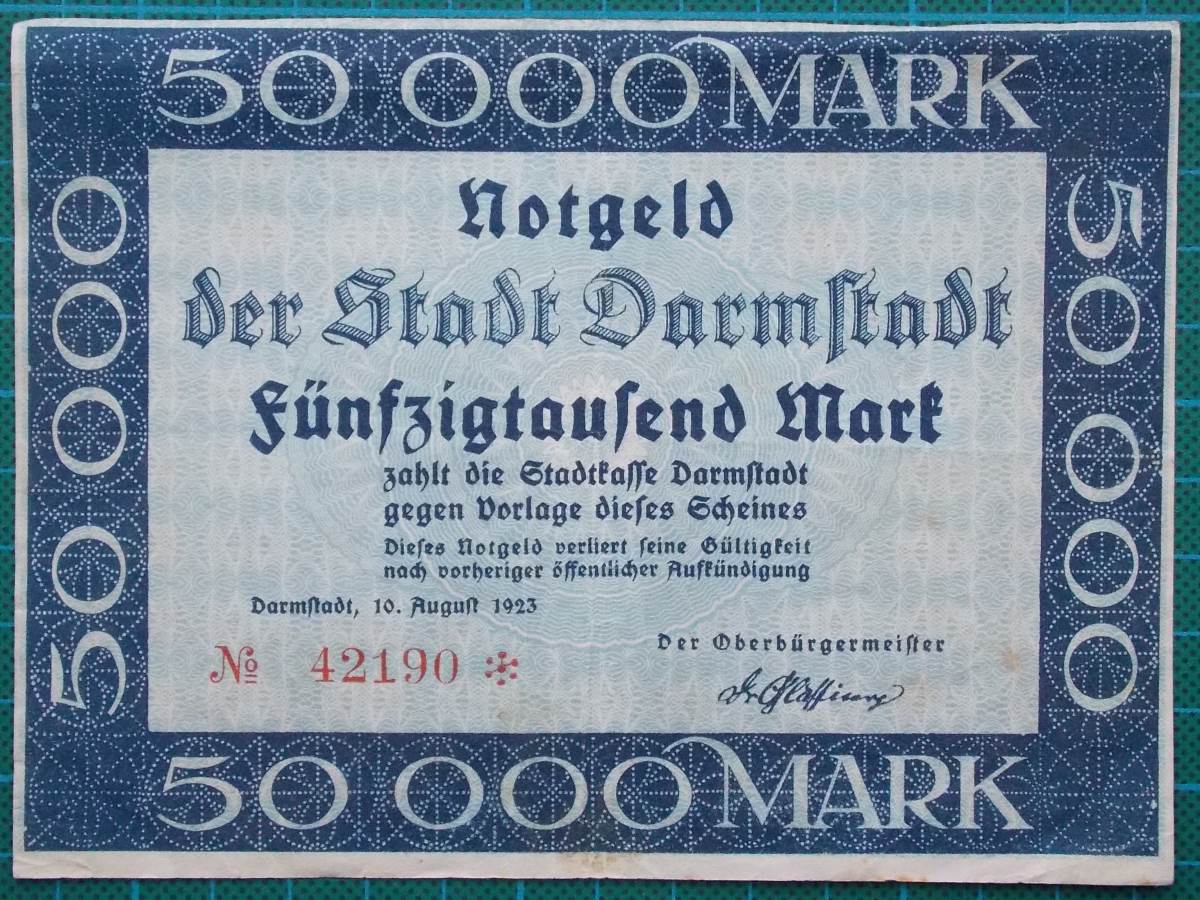 50 000 MARK
50 000
50 000
Notgeld
der Stadt Darmſtadt
Fünfzigtauſend Mark
zahlt die Stadtkaſſe Darmſtadt
gegen Vorlage dieſes Scheines
Dieſes Notgeld verliert ſeine Gültigkeit
nach vorheriger öffentlicher Aufkündigung
Darmſtadt, 10. Auguſt 1923
Der Oberbürgermeiſter
№ 42190 *
Dr Gläſſing
50 000 MARK